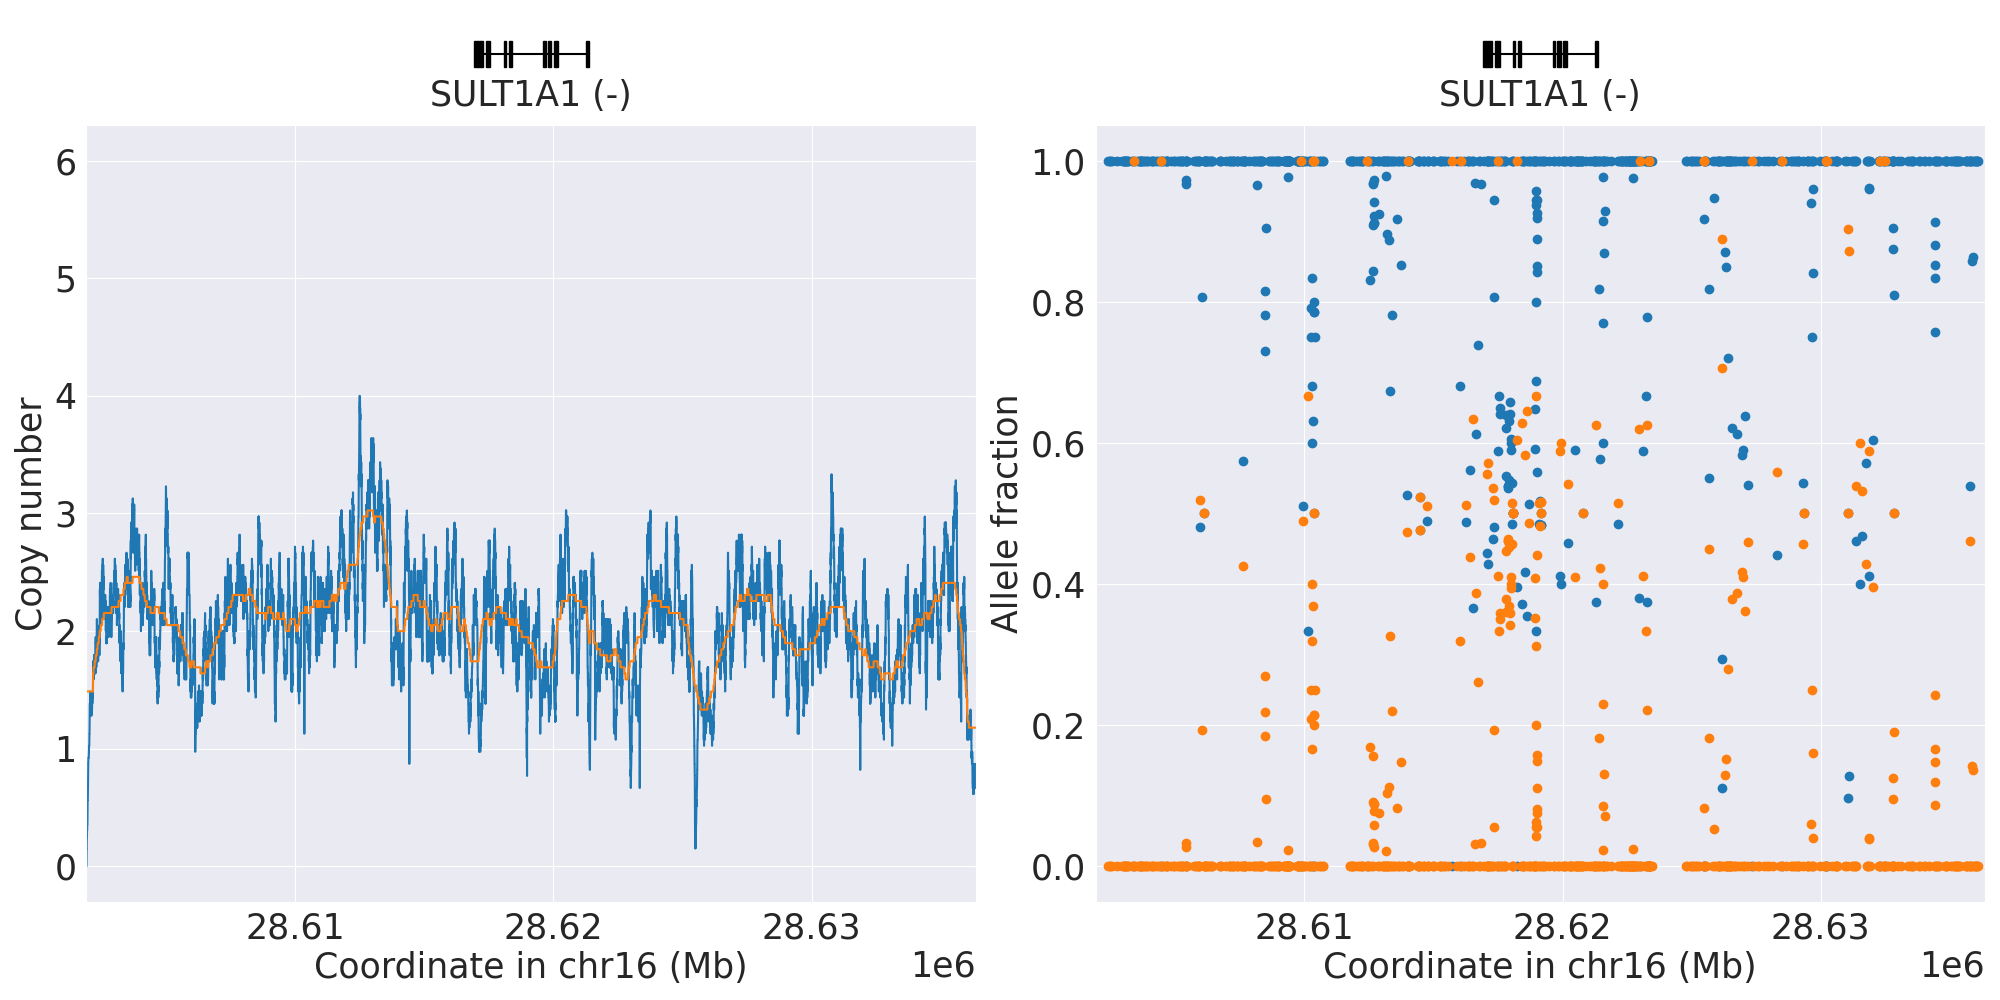 SULT1A1 (-)
6
5
4
3
2
1
0
Copy number
28.61
28.62
28.63
Coordinate in chr16 (Mb)
1e6
SULT1A1 (-)
1.0
0.8
0.6
0.4
0.2
0.0
Allele fraction
28.61
28.62
28.63
Coordinate in chr16 (Mb)
1e6